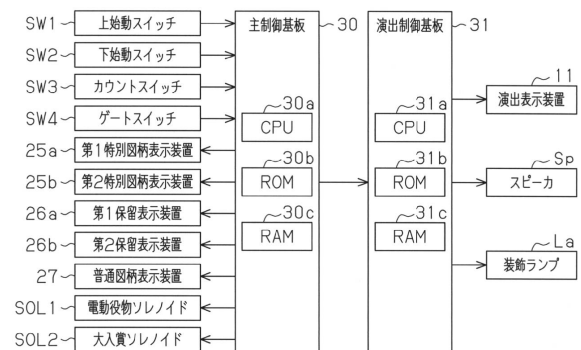 SW1 上始動スイッチ
SW2 下始動スイッチ
SW3 カウントスイッチ
SW4 ゲートスイッチ
25a 第1特別図柄表示装置
25b 第2特別図柄表示装置
26a 第1保留表示装置
26b 第2保留表示装置
27 普通図柄表示装置
SOL1 電動役物ソレノイド
SOL2 大入賞ソレノイド
主制御基板 30
30a
CPU
30b
ROM
30c
RAM
演出制御基板 31
31a
CPU
31b
ROM
31c
RAM
11
演出表示装置
Sp
スピーカ
La
装飾ランプ